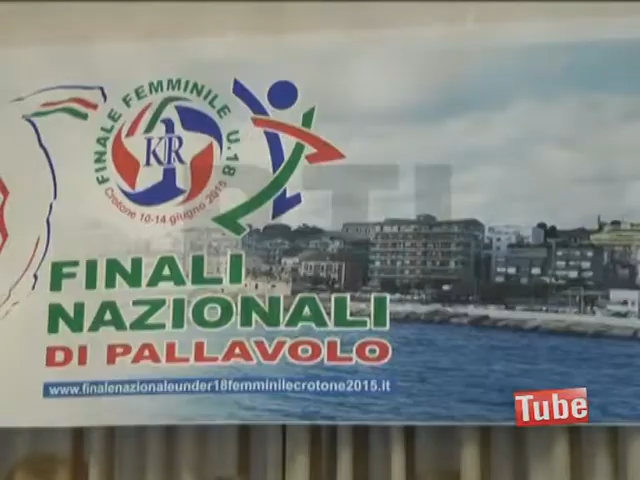 FINALE FEMMINILE U.18
KR
Crotone 10-14 giugno 2015
FINALI
NAZIONALI
DI PALLAVOLO
www.finalenazionaleunder18femminilecrotone2015.it
Tube